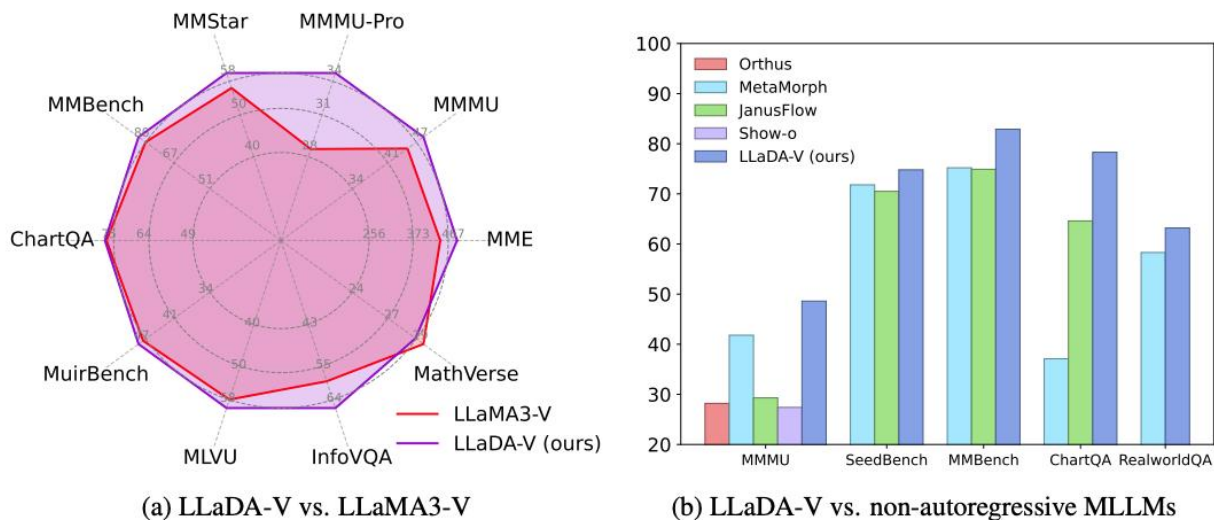 MMStar
MMMU-Pro
MMBench
MMMU
ChartQA
MME
MuirBench
MathVerse
MLVU
InfoVQA
58
50
40
34
31
28
47
41
34
80
67
51
64
49
256
373
467
34
41
24
27
40
43
50
55
58
64
LLaMA3-V
LLaDA-V (ours)
(a) LLaDA-V vs. LLaMA3-V
100
90
80
70
60
50
40
30
20
Orthus
MetaMorph
JanusFlow
Show-o
LLaDA-V (ours)
MMMU
SeedBench
MMBench
ChartQA
RealworldQA
(b) LLaDA-V vs. non-autoregressive MLLMs